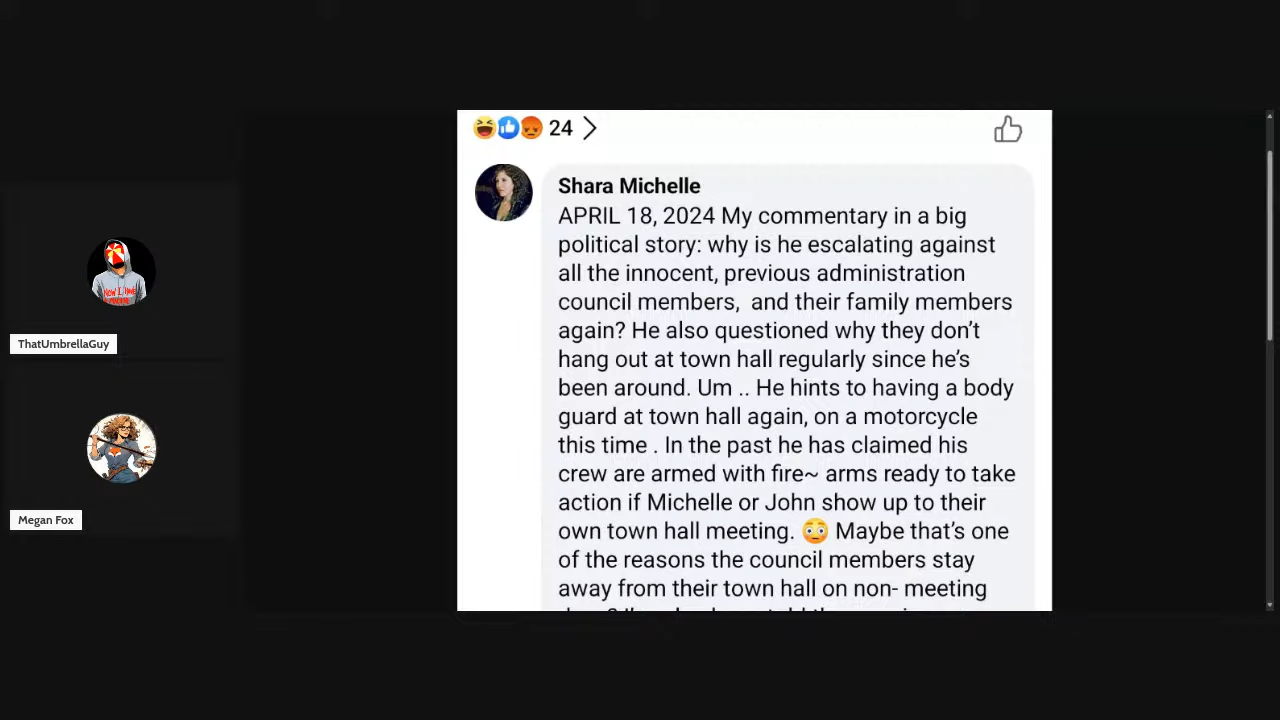 24
Shara Michelle
APRIL 18, 2024 My commentary in a big
political story: why is he escalating against
all the innocent, previous administration
council members,  and their family members
again? He also questioned why they don't
hang out at town hall regularly since he's
been around. Um .. He hints to having a body
guard at town hall again, on a motorcycle
this time . In the past he has claimed his
crew are armed with fire~ arms ready to take
action if Michelle or John show up to their
own town hall meeting. 😳 Maybe that's one
of the reasons the council members stay
away from their town hall on non- meeting
ThatUmbrellaGuy
Megan Fox